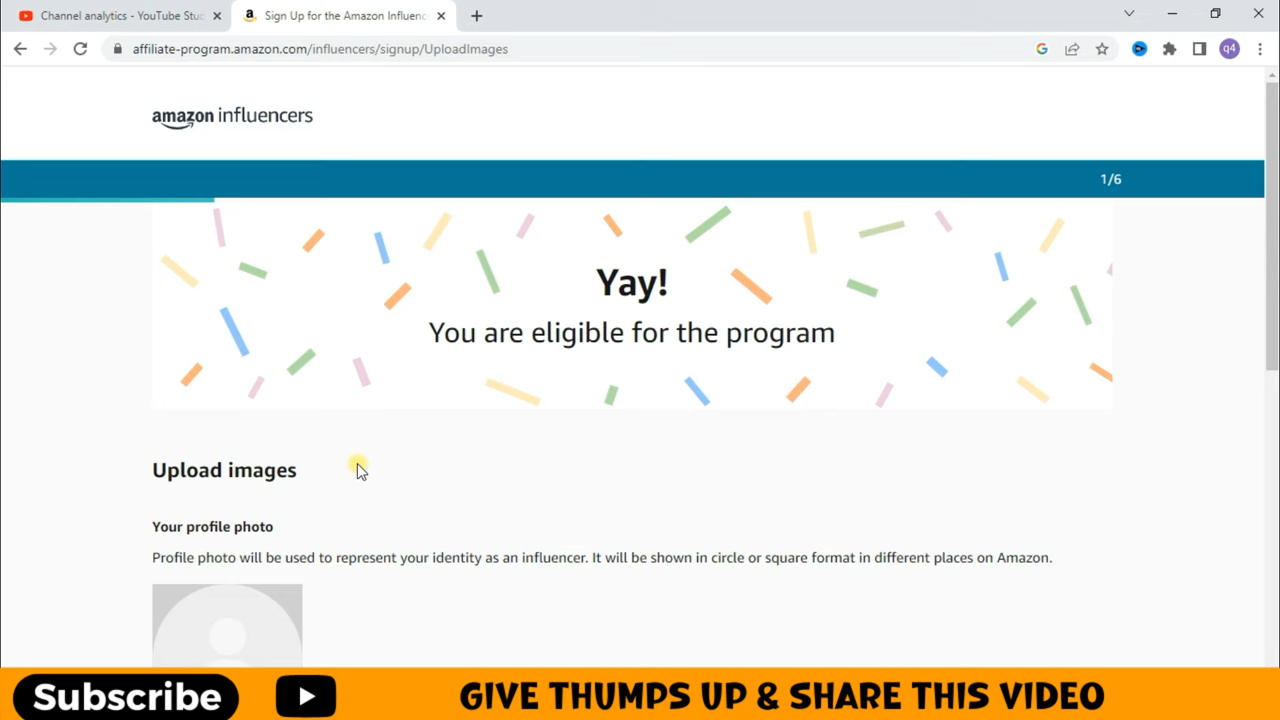 Channel analytics - YouTube Stu
Sign Up for the Amazon Influenc
affiliate-program.amazon.com/influencers/signup/UploadImages
q4
amazon influencers
1/6
Yay!
You are eligible for the program
Upload images
Your profile photo
Profile photo will be used to represent your identity as an influencer. It will be shown in circle or square format in different places on Amazon.
Subscribe
GIVE THUMPS UP & SHARE THIS VIDEO